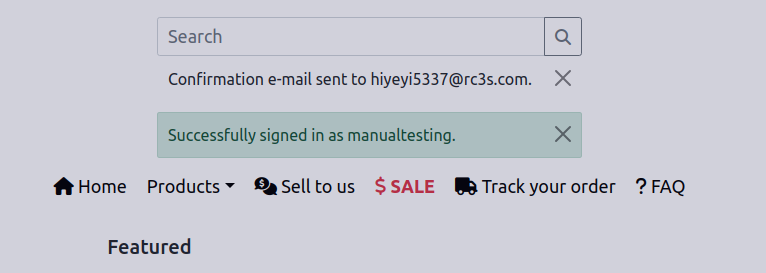 Search
Confirmation e-mail sent to hiyeyi5337@rc3s.com.
Successfully signed in as manualtesting.
Home Products Sell to us $ SALE Track your order ? FAQ
Featured